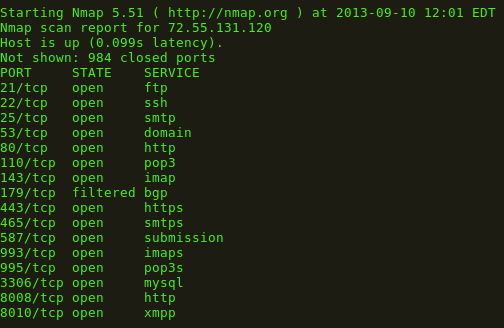 Starting Nmap 5.51 ( http://nmap.org ) at 2013-09-10 12:01 EDT
Nmap scan report for 72.55.131.120
Host is up (0.099s latency).
Not shown: 984 closed ports
PORT     STATE    SERVICE
21/tcp   open     ftp
22/tcp   open     ssh
25/tcp   open     smtp
53/tcp   open     domain
80/tcp   open     http
110/tcp  open     pop3
143/tcp  open     imap
179/tcp  filtered bgp
443/tcp  open     https
465/tcp  open     smtps
587/tcp  open     submission
993/tcp  open     imaps
995/tcp  open     pop3s
3306/tcp open     mysql
8008/tcp open     http
8010/tcp open     xmpp